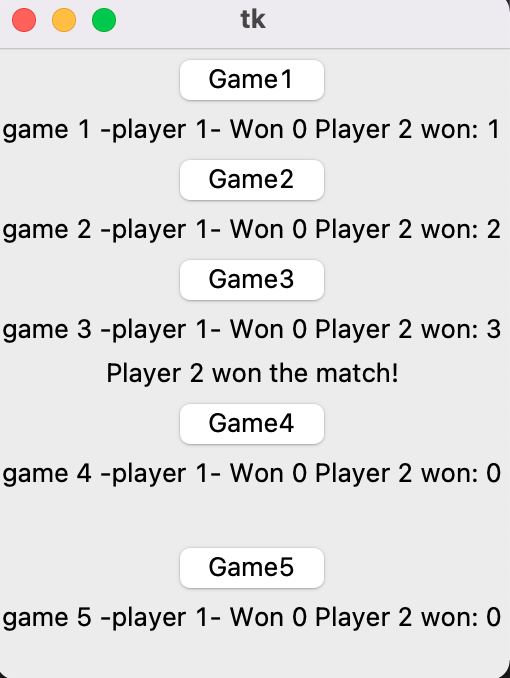 tk
Game1
game 1 -player 1- Won 0 Player 2 won: 1
Game2
game 2 -player 1- Won 0 Player 2 won: 2
Game3
game 3 -player 1- Won 0 Player 2 won: 3
Player 2 won the match!
Game4
game 4 -player 1- Won 0 Player 2 won: 0
Game5
game 5 -player 1- Won 0 Player 2 won: 0